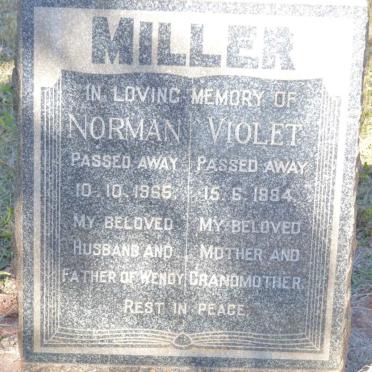 MILLER
IN LOVING MEMORY OF
NORMAN VIOLET
PASSED AWAY PASSED AWAY
10.10.1965. 15.6.1984.
MY BELOVED MY BELOVED
HUSBAND AND MOTHER AND
FATHER OF WENDY GRANDMOTHER.
REST IN PEACE.